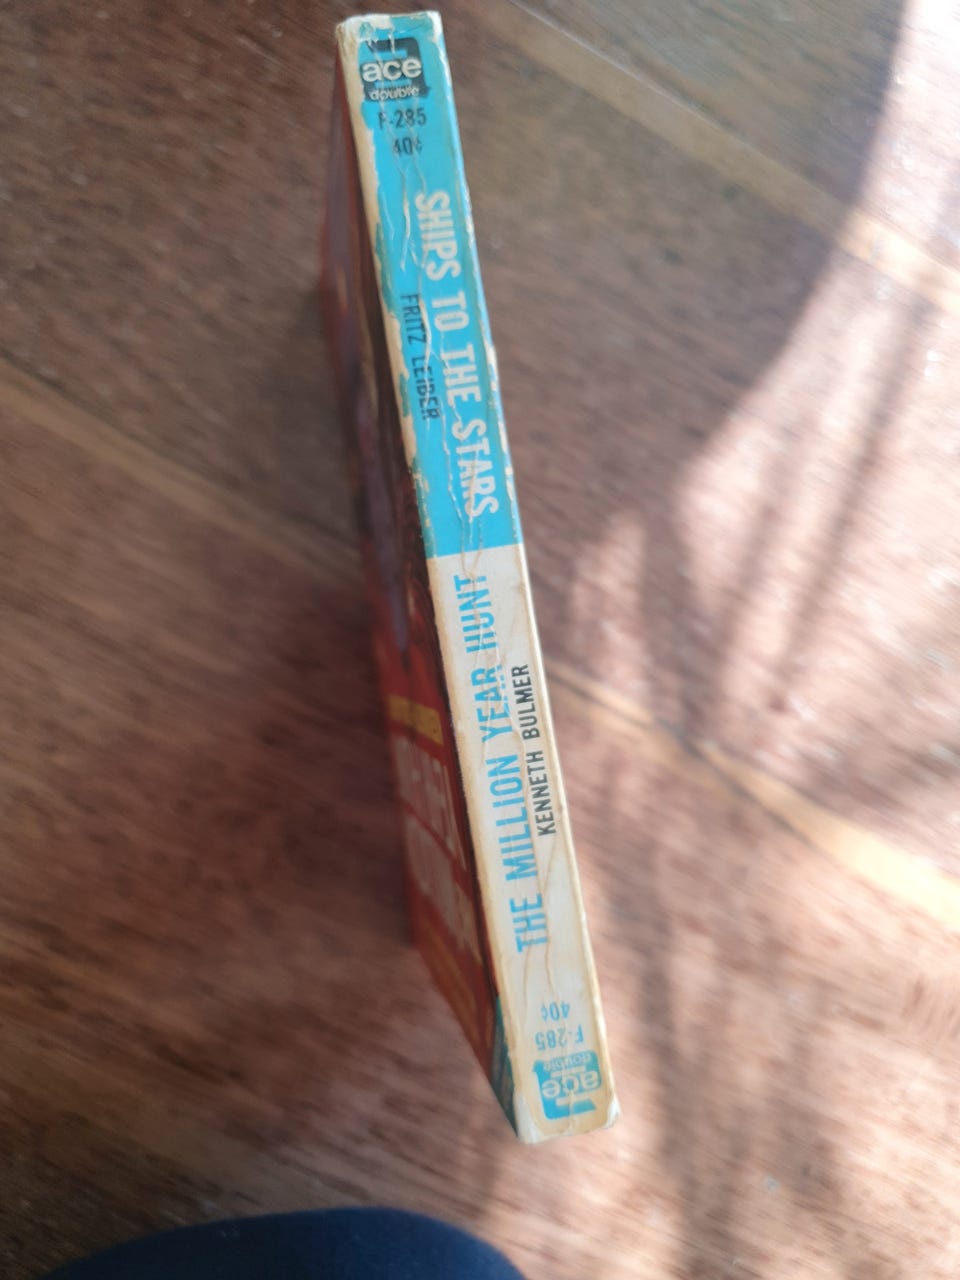 ace
double
F-285
40¢
SHIPS TO THE STARS
FRITZ LEIBER
THE MILLION YEAR HUNT
KENNETH BULMER
40¢
F-285
ace
double